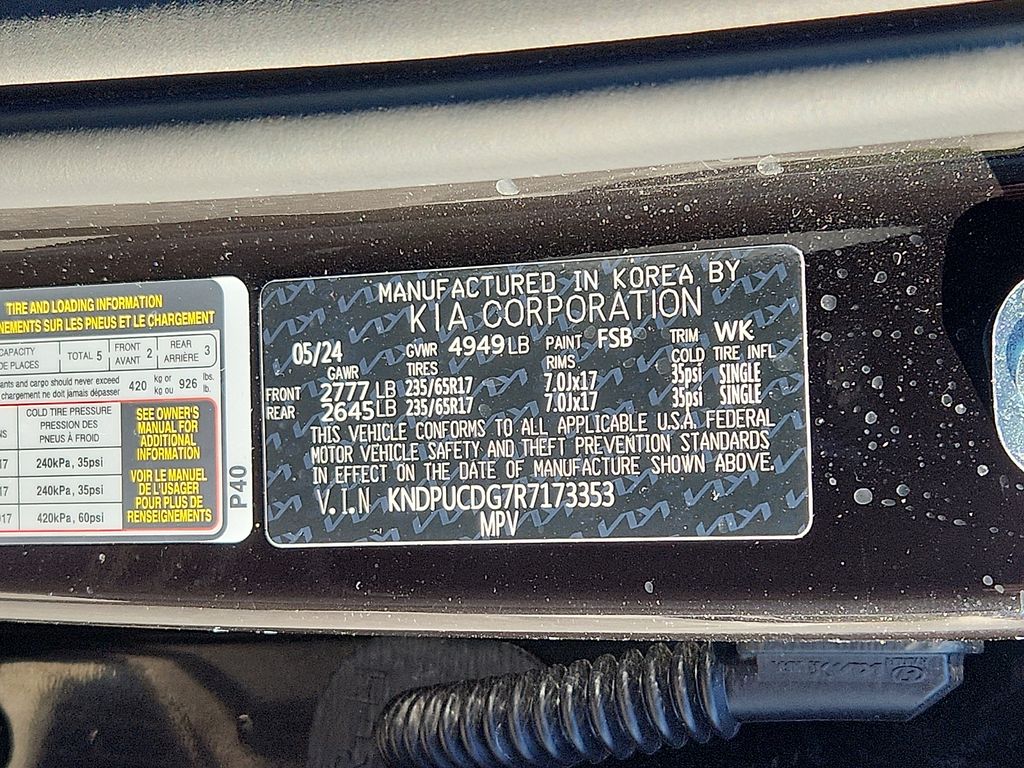 TIRE AND LOADING INFORMATION
NEMENTS SUR LES PNEUS ET LE CHARGEMENT
CAPACITY
DE PLACES
TOTAL 5
FRONT
AVANT 2
REAR
ARRIÈRE 3
ants and cargo should never exceed
chargement ne doit jamais dépasser
420 kg or
kg ou 926 lbs.
lb.
COLD TIRE PRESSURE
PRESSION DES
PNEUS À FROID
17 240kPa, 35psi
17 240kPa, 35psi
017 420kPa, 60psi
SEE OWNER'S
MANUAL FOR
ADDITIONAL
INFORMATION
VOIR LE MANUEL
DE L'USAGER
POUR PLUS DE
RENSEIGNEMENTS
P40
MANUFACTURED IN KOREA BY
KIA CORPORATION
05/24 GVWR 4949LB PAINT FSB TRIM WK
GAWR TIRES RIMS COLD TIRE INFL
FRONT 2777 LB 235/65R17 7.0Jx17 35psi SINGLE
REAR 2645 LB 235/65R17 7.0Jx17 35psi SINGLE
THIS VEHICLE CONFORMS TO ALL APPLICABLE U.S.A. FEDERAL
MOTOR VEHICLE SAFETY AND THEFT PREVENTION STANDARDS
IN EFFECT ON THE DATE OF MANUFACTURE SHOWN ABOVE.
V.I.N KNDPUCDG7R7173353
MPV